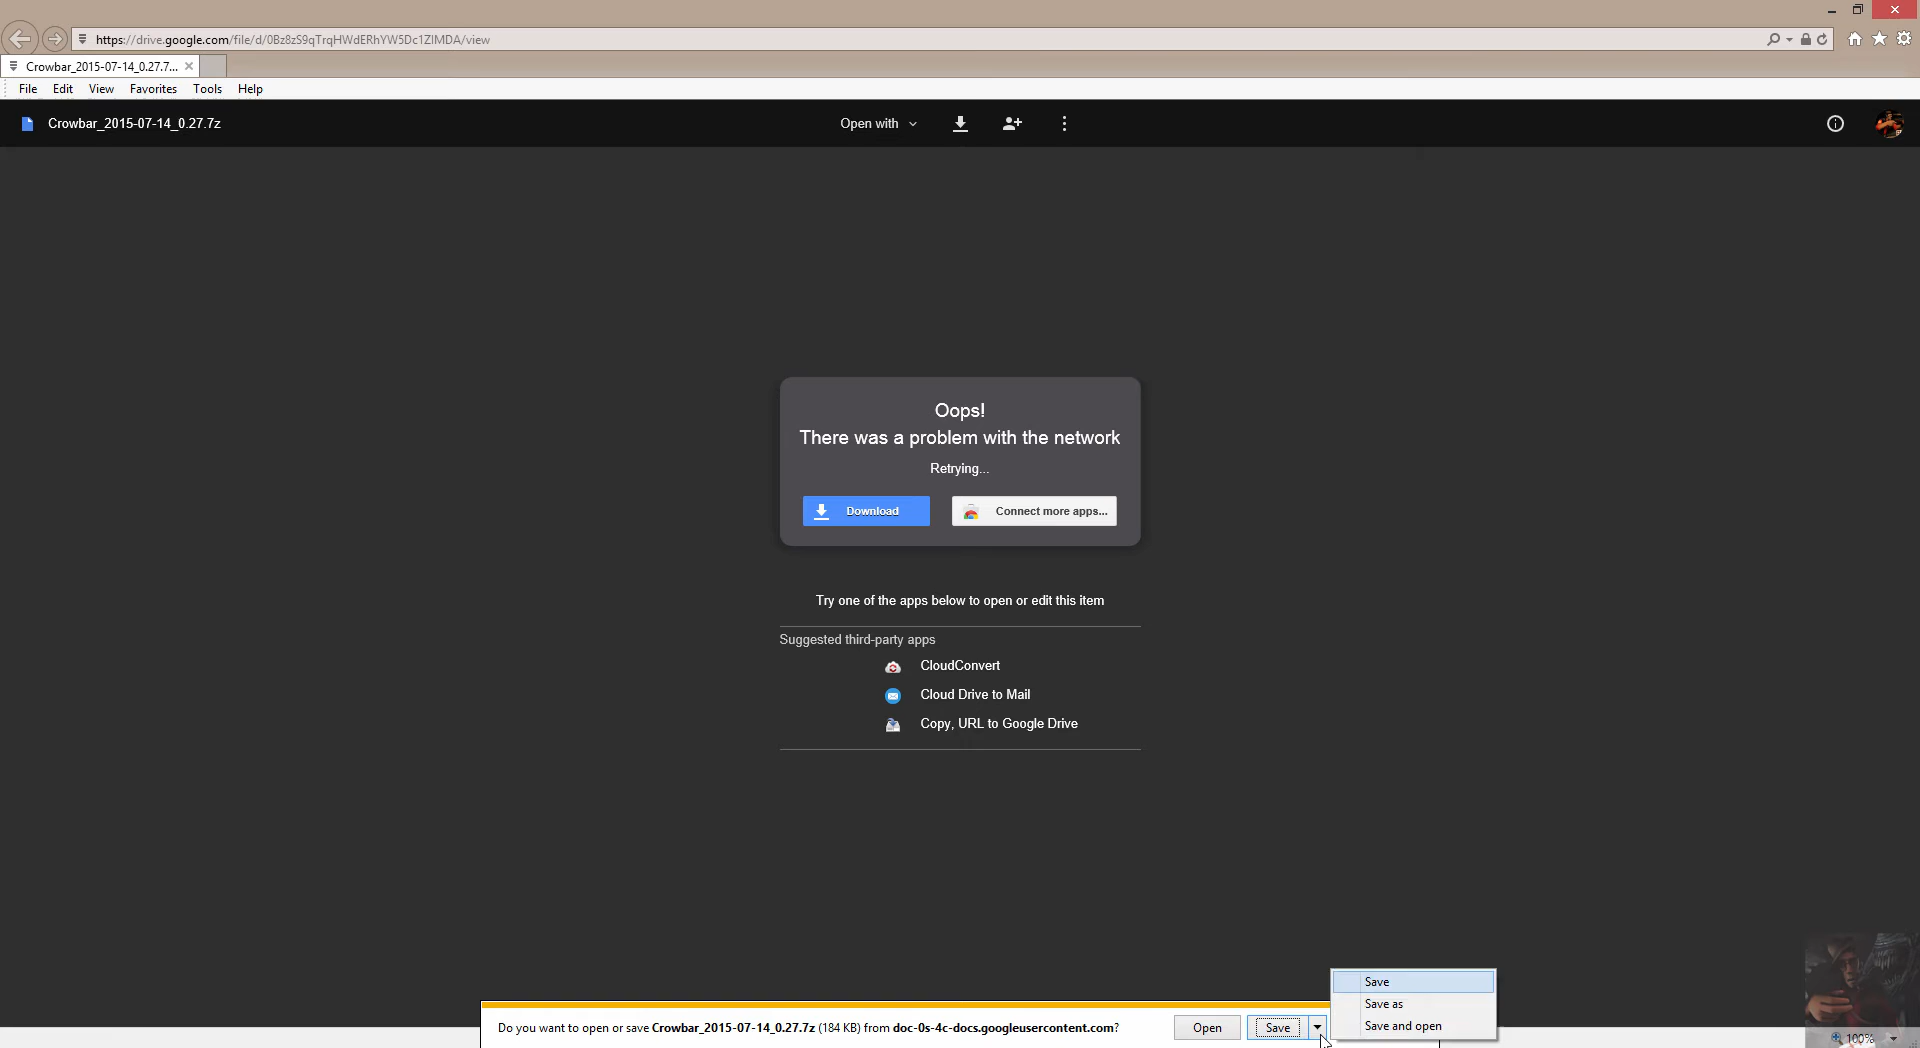 https://drive.google.com/file/d/0Bz8zS9qTrqHWdERhYW5Dc1ZIMDA/view
Crowbar_2015-07-14_0.27.7...
File Edit View Favorites Tools Help
Crowbar_2015-07-14_0.27.7z
Open with
Oops!
There was a problem with the network
Retrying...
Download
Connect more apps...
Try one of the apps below to open or edit this item
Suggested third-party apps
CloudConvert
Cloud Drive to Mail
Copy, URL to Google Drive
Save
Save as
Save and open
Do you want to open or save Crowbar_2015-07-14_0.27.7z (184 KB) from doc-0s-4c-docs.googleusercontent.com?
Open
Save
100%